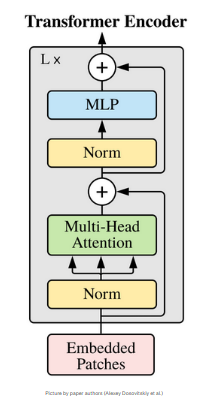 Transformer Encoder
L x
+
MLP
Norm
+
Multi-Head
Attention
Norm
Embedded
Patches
Picture by paper authors (Alexey Dosovitskiy et al.)